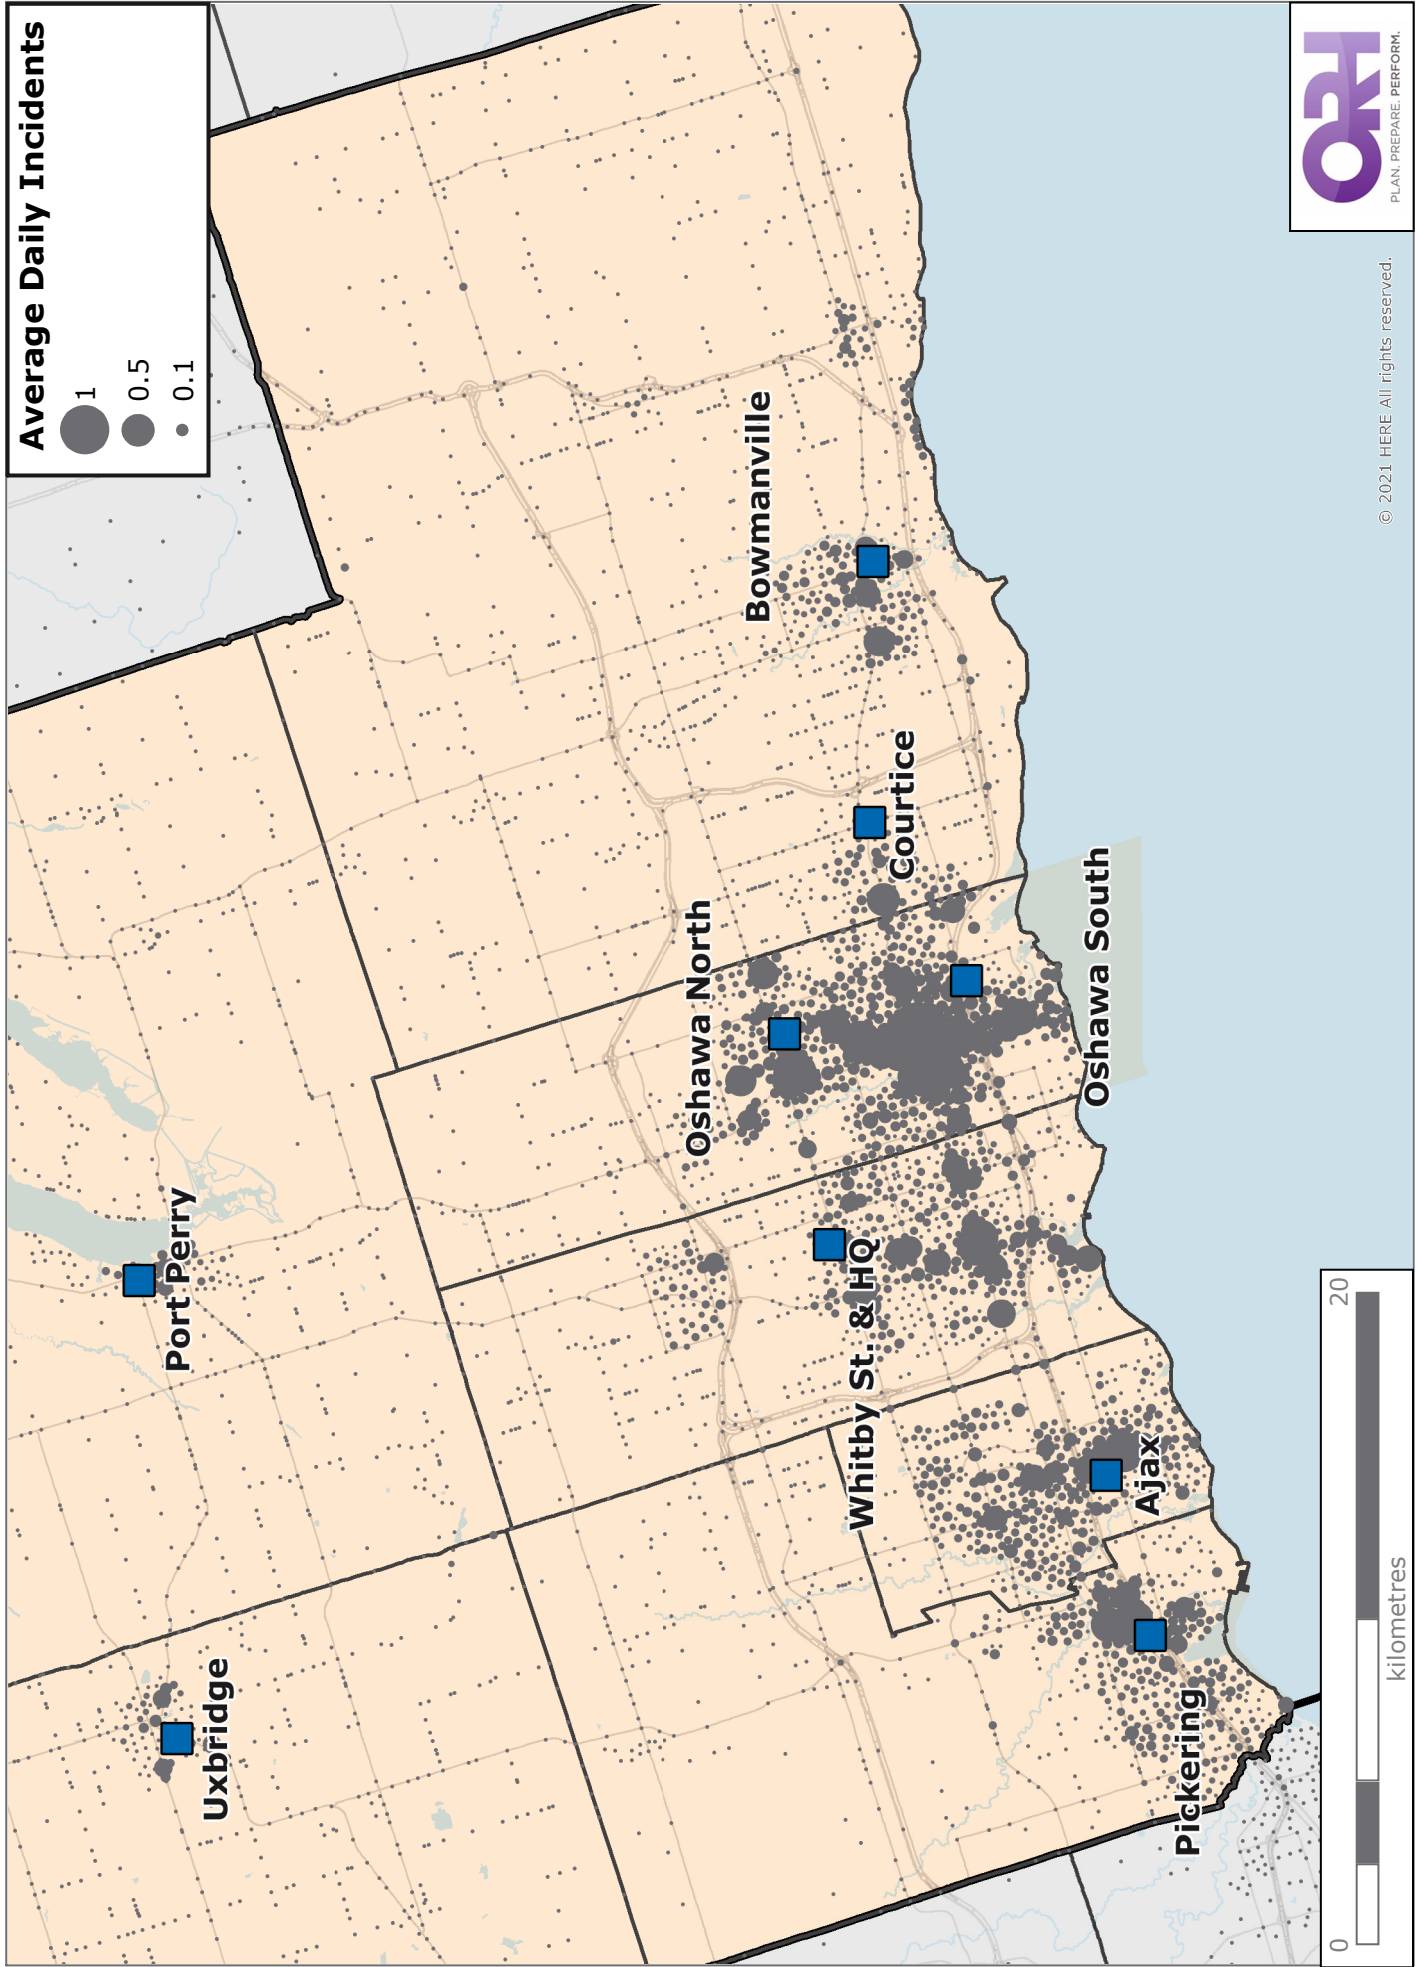 Average Daily Incidents
1
0.5
0.1
Uxbridge
Port Perry
Oshawa North
Bowmanville
Whitby St. & HQ
Courtice
Pickering
Ajax
Oshawa South
0
20
kilometres
© 2021 HERE All rights reserved.
ORH
PLAN. PREPARE. PERFORM.